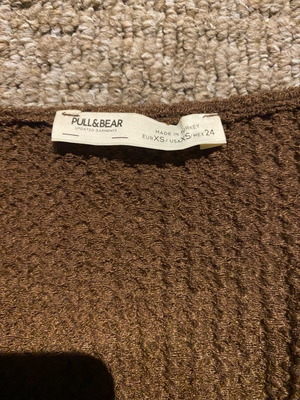 PULL&BEAR
UPDATED GARMENTS
MADE IN TURKEY
EUR XS / USA XS / MEX 24